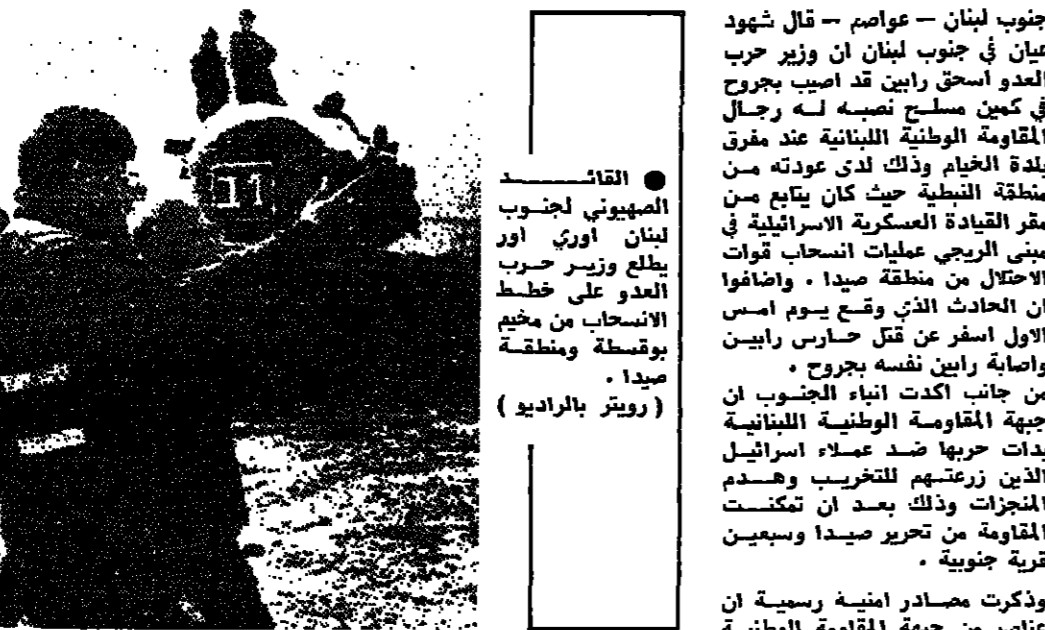 جنوب لبنان — عواصم — قال شهود
عيان في جنوب لبنان ان وزير حرب
العدو اسحق رابين قد اصيب بجروح
في كمين مسلح نصبه له رجال
المقاومة الوطنية اللبنانية عند مفرق
بلدة الخيام وذلك لدى عودته من
منطقة النبطية حيث كان يتابع من
مقر القيادة العسكرية الاسرائيلية في
مبنى الريجي عمليات انسحاب قوات
الاحتلال من منطقة صيدا . واضافوا
ان الحادث الذي وقع يوم امس
الاول اسفر عن قتل حارس رابين
واصابة رابين نفسه بجروح .
من جانب اكدت انباء الجنوب ان
جبهة المقاومة الوطنية اللبنانية
بدات حربها ضد عملاء اسرائيل
الذين زرعتهم للتخريب وهدم
المنجزات وذلك بعد ان تمكنت
المقاومة من تحرير صيدا وسبعين
قرية جنوبية .
وذكرت مصادر امنية رسمية ان
عناصر من جبهة المقاومة الوطنية
● القائد
الصهيوني لجنوب
لبنان اوري اور
يطلع وزير حرب
العدو على خطط
الانسحاب من مخيم
بوقسطة ومنطقة
صيدا .
( رويتر بالراديو )